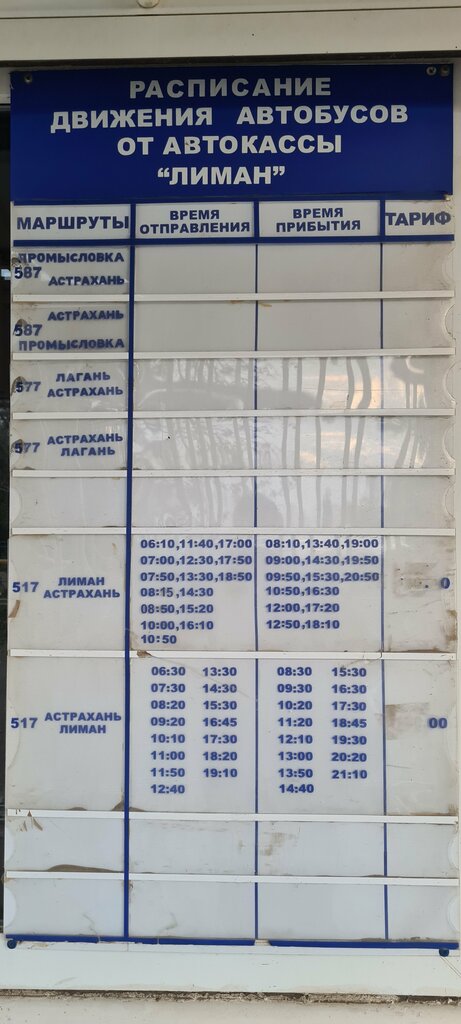 РАСПИСАНИЕ
ДВИЖЕНИЯ АВТОБУСОВ
ОТ АВТОКАССЫ
“ЛИМАН”
МАРШРУТЫ ВРЕМЯ ОТПРАВЛЕНИЯ ВРЕМЯ ПРИБЫТИЯ ТАРИФ
ПРОМЫСЛОВКА
587 АСТРАХАНЬ
АСТРАХАНЬ
587
ПРОМЫСЛОВКА
577 ЛАГАНЬ
АСТРАХАНЬ
577 АСТРАХАНЬ
ЛАГАНЬ
517 ЛИМАН
АСТРАХАНЬ
06:10,11:40,17:00 08:10,13:40,19:00
07:00,12:30,17:50 09:00,14:30,19:50
07:50,13:30,18:50 09:50,15:30,20:50
08:15,14:30 10:50,16:30
08:50,15:20 12:00,17:20
10:00,16:10 12:50,18:10
10:50
0
517 АСТРАХАНЬ
ЛИМАН
06:30 13:30 08:30 15:30
07:30 14:30 09:30 16:30
08:20 15:30 10:20 17:30
09:20 16:45 11:20 18:45
10:10 17:30 12:10 19:30
11:00 18:20 13:00 20:20
11:50 19:10 13:50 21:10
12:40 14:40
00